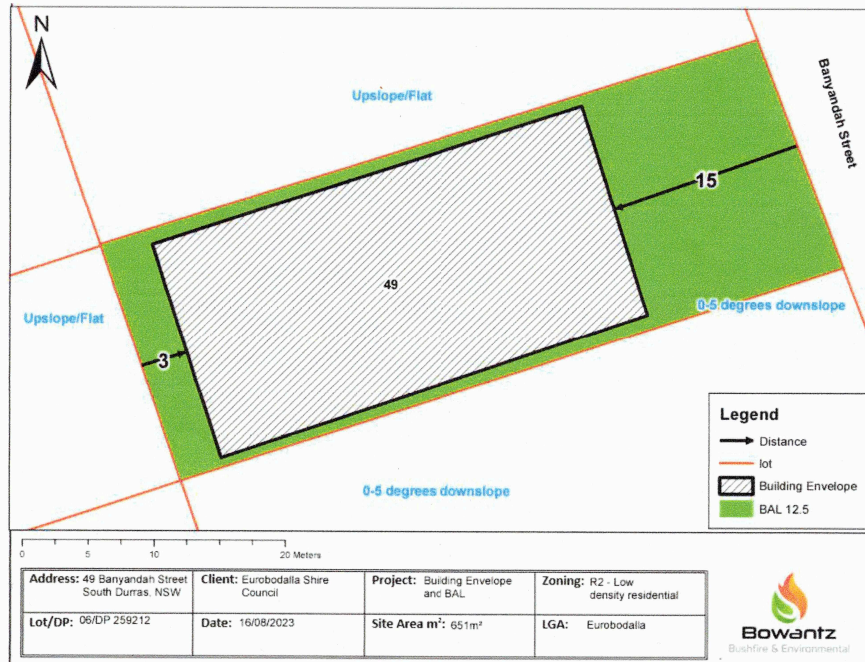 N
Upslope/Flat
Banyandah Street
15
49
Upslope/Flat
0-5 degrees downslope
3
0-5 degrees downslope
Legend
Distance
lot
Building Envelope
BAL 12.5
0 5 10 20 Meters
Address: 49 Banyandah Street
South Durras, NSW
Client: Eurobodalla Shire
Council
Project: Building Envelope
and BAL
Zoning: R2 - Low
density residential
Lot/DP: 06/DP 259212
Date: 16/08/2023
Site Area m²: 651m²
LGA: Eurobodalla
Bowantz
Bushfire & Environmental